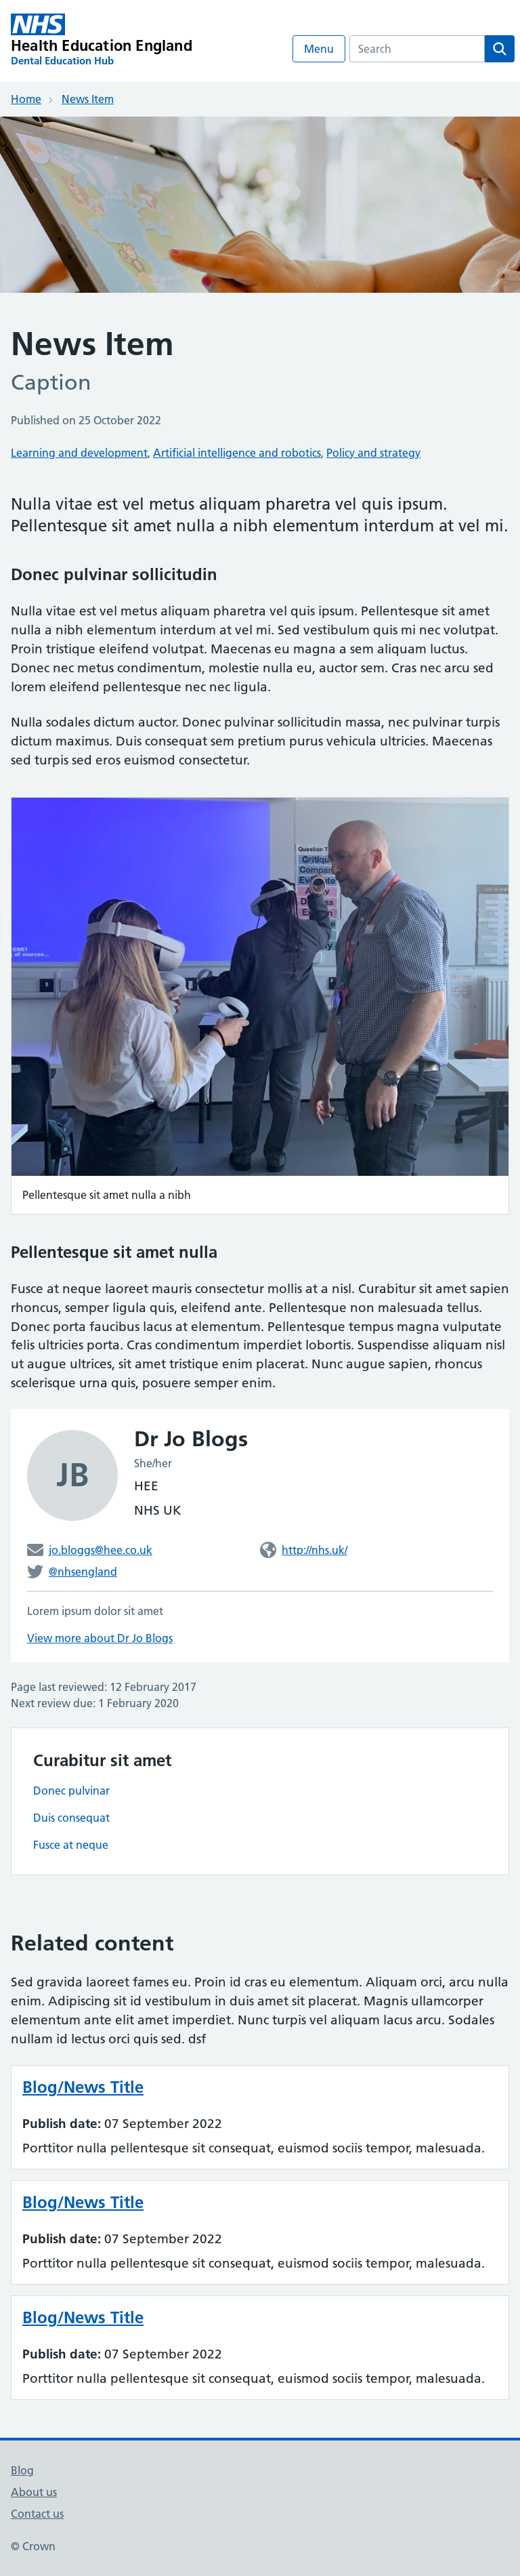 NHS
Health Education England
Dental Education Hub
Menu
Search
Home
News Item
News Item
Caption
Published on 25 October 2022
Learning and development, Artificial intelligence and robotics, Policy and strategy
Nulla vitae est vel metus aliquam pharetra vel quis ipsum.
Pellentesque sit amet nulla a nibh elementum interdum at vel mi.
Donec pulvinar sollicitudin
Nulla vitae est vel metus aliquam pharetra vel quis ipsum. Pellentesque sit amet
nulla a nibh elementum interdum at vel mi. Sed vestibulum quis mi nec volutpat.
Proin tristique eleifend volutpat. Maecenas eu magna a sem aliquam luctus.
Donec nec metus condimentum, molestie nulla eu, auctor sem. Cras nec arcu sed
lorem eleifend pellentesque nec nec ligula.
Nulla sodales dictum auctor. Donec pulvinar sollicitudin massa, nec pulvinar turpis
dictum maximus. Duis consequat sem pretium purus vehicula ultricies. Maecenas
sed turpis sed eros euismod consectetur.
QUESTION
Critique
all sources...
Pellentesque sit amet nulla a nibh
Pellentesque sit amet nulla
Fusce at neque laoreet mauris consectetur mollis at a nisl. Curabitur sit amet sapien
rhoncus, semper ligula quis, eleifend ante. Pellentesque non malesuada tellus.
Donec porta faucibus lacus at elementum. Pellentesque tempus magna vulputate
felis ultricies porta. Cras condimentum imperdiet lobortis. Suspendisse aliquam nisl
ut augue ultrices, sit amet tristique enim placerat. Nunc augue sapien, rhoncus
scelerisque urna quis, posuere semper enim.
JB
Dr Jo Blogs
She/her
HEE
NHS UK
jo.bloggs@hee.co.uk
http://nhs.uk/
@nhsengland
Lorem ipsum dolor sit amet
View more about Dr Jo Blogs
Page last reviewed: 12 February 2017
Next review due: 1 February 2020
Curabitur sit amet
Donec pulvinar
Duis consequat
Fusce at neque
Related content
Sed gravida laoreet fames eu. Proin id cras eu elementum. Aliquam orci, arcu nulla
enim. Adipiscing sit id vestibulum in duis amet sit placerat. Magnis ullamcorper
elementum ante elit amet imperdiet. Nunc turpis vel aliquam lacus arcu. Sodales
nullam id lectus orci quis sed. dsf
Blog/News Title
Publish date: 07 September 2022
Porttitor nulla pellentesque sit consequat, euismod sociis tempor, malesuada.
Blog/News Title
Publish date: 07 September 2022
Porttitor nulla pellentesque sit consequat, euismod sociis tempor, malesuada.
Blog/News Title
Publish date: 07 September 2022
Porttitor nulla pellentesque sit consequat, euismod sociis tempor, malesuada.
Blog
About us
Contact us
© Crown